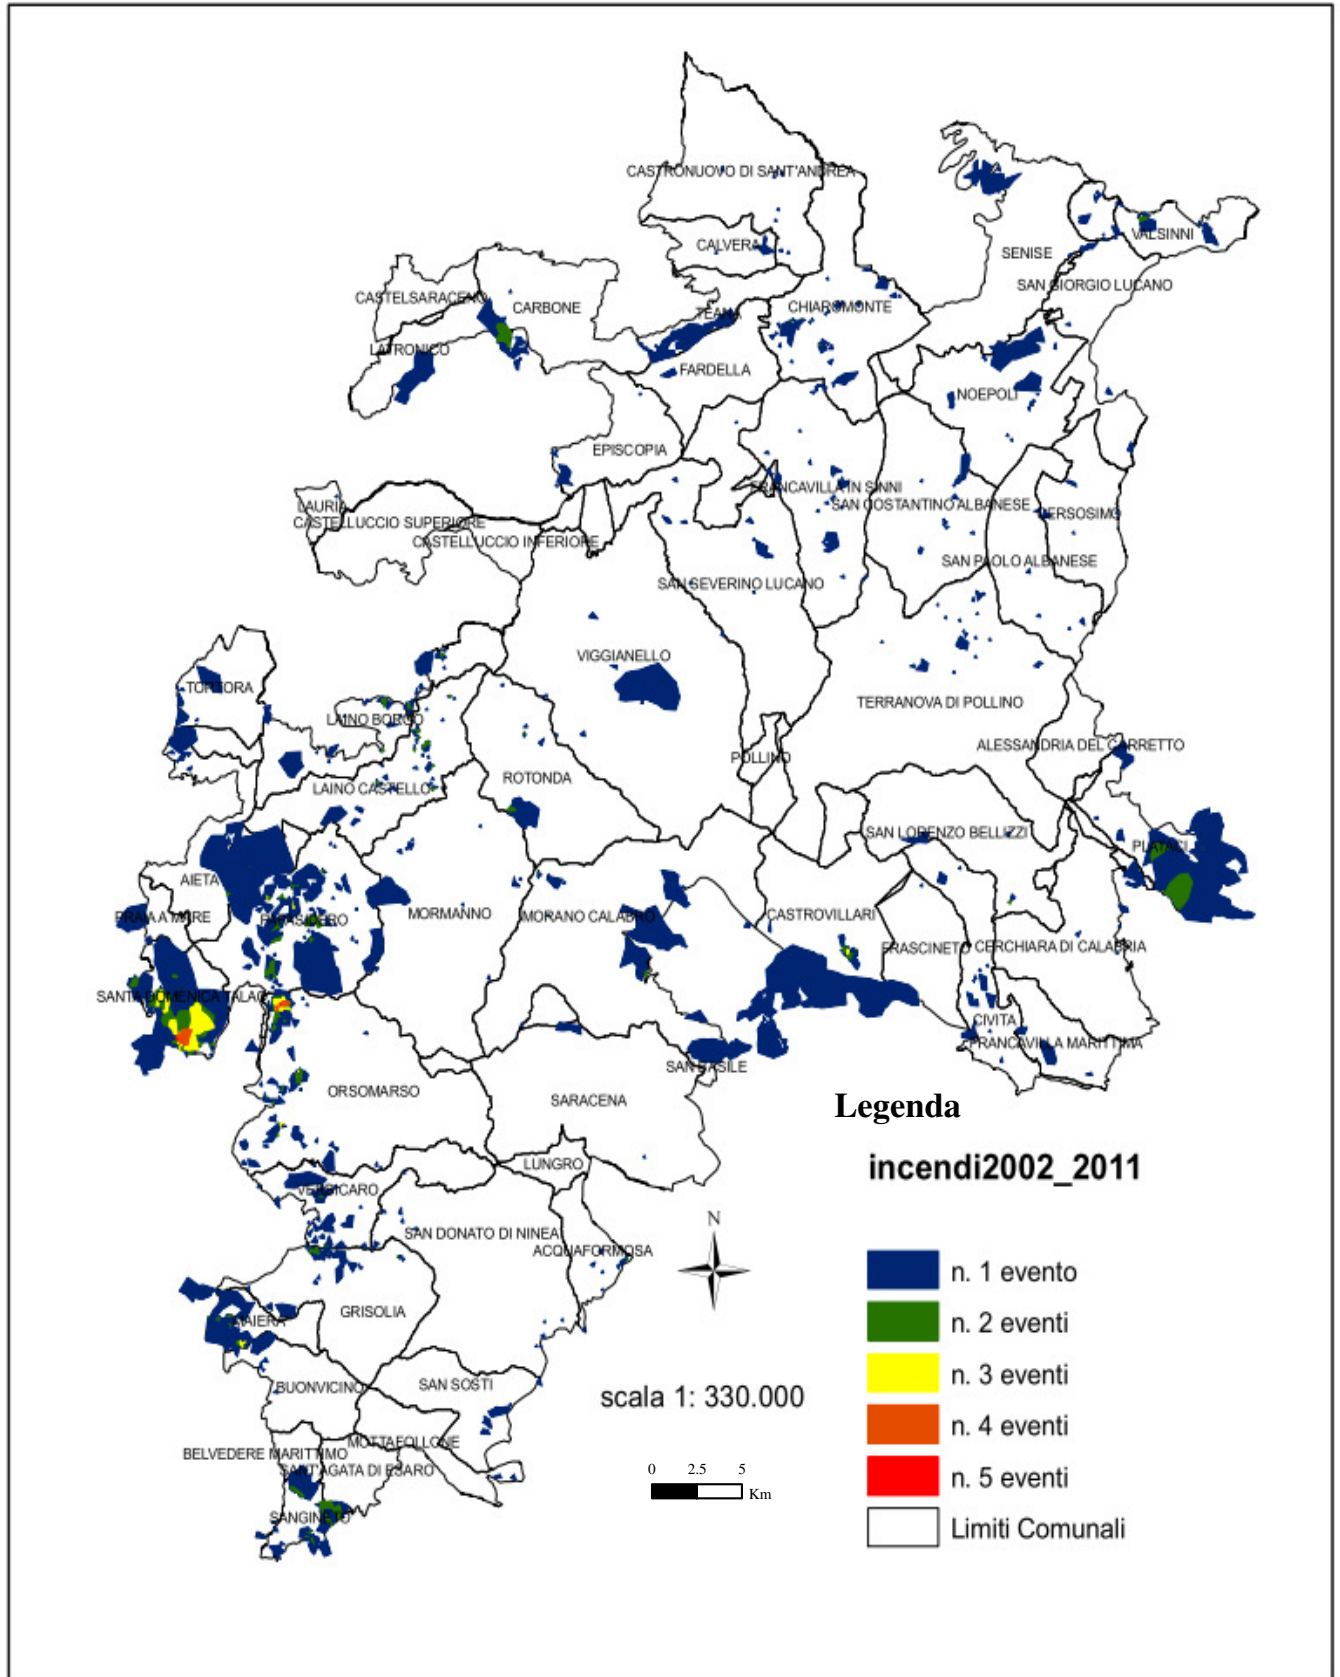 CASTRONUOVO DI SANT'ANDREA
CALVERA
SENISE
VALSINNI
SAN GIORGIO LUCANO
CASTELSARACENO
CARBONE
TEANA
CHIAROMONTE
LATRONICO
FARDELLA
NOEPOLI
EPISCOPIA
FRANCAVILLA IN SINNI
SAN COSTANTINO ALBANESE
CERSOSIMO
LAURIA
CASTELLUCCIO SUPERIORE
CASTELLUCCIO INFERIORE
SAN PAOLO ALBANESE
SAN SEVERINO LUCANO
VIGGIANELLO
TORTORA
TERRANOVA DI POLLINO
LAINO BORGO
ALESSANDRIA DEL CARRETTO
POLLINO
ROTONDA
LAINO CASTELLO
SAN LORENZO BELLIZZI
PLATACI
AIETA
PRAIA A MARE
PAPASIDERO
MORMANNO
MORANO CALABRO
CASTROVILLARI
FRASCINETO
CERCHIARA DI CALABRIA
SANTA DOMENICA TALAO
CIVITA
FRANCAVILLA MARITTIMA
SAN BASILE
ORSOMARSO
SARACENA
LUNGRO
VERBICARO
SAN DONATO DI NINEA
ACQUAFORMOSA
GRISOLIA
MAIERA
BUONVICINO
SAN SOSTI
MOTTAFOLLONE
BELVEDERE MARITTIMO
SANT'AGATA DI ESARO
SANGINETO
N
scala 1: 330.000
0 2.5 5
Km
Legenda
incendi2002_2011
n. 1 evento
n. 2 eventi
n. 3 eventi
n. 4 eventi
n. 5 eventi
Limiti Comunali